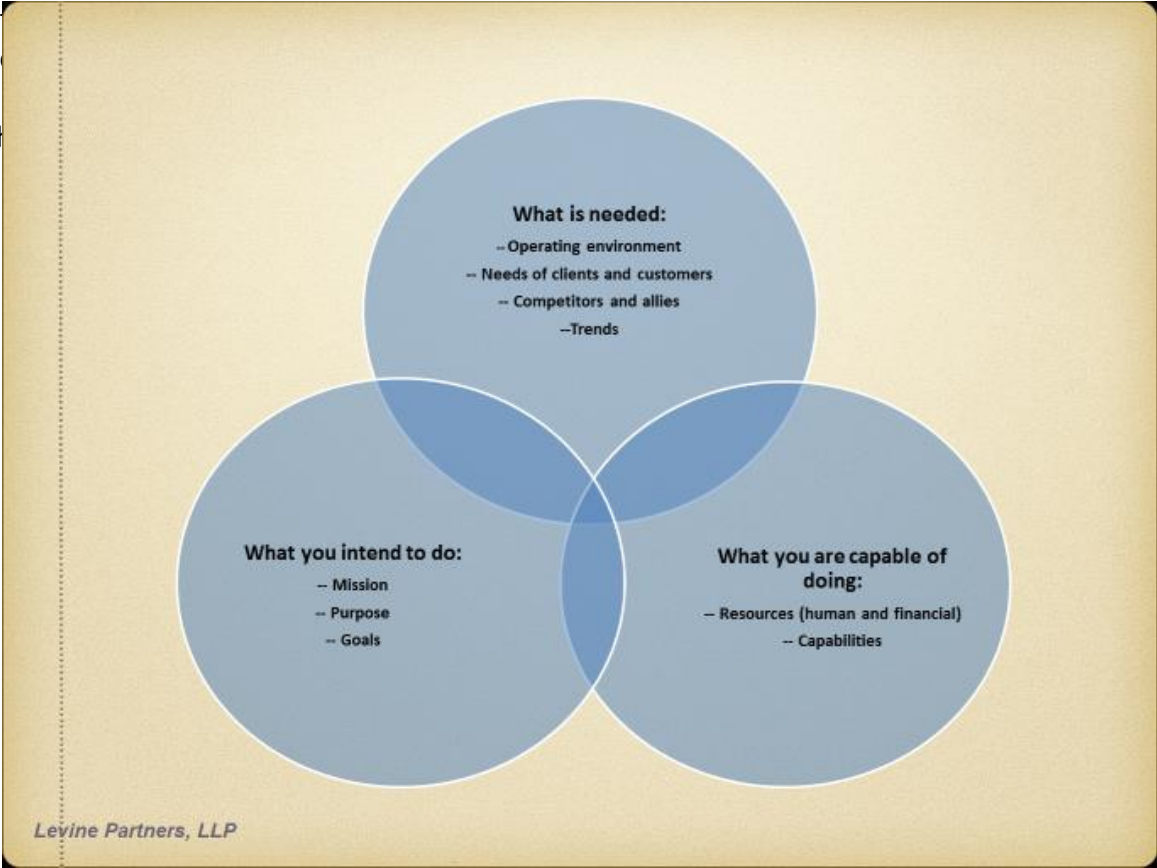 What is needed:
-- Operating environment
-- Needs of clients and customers
-- Competitors and allies
--Trends
What you intend to do:
-- Mission
-- Purpose
-- Goals
What you are capable of
doing:
-- Resources (human and financial)
-- Capabilities
Levine Partners, LLP